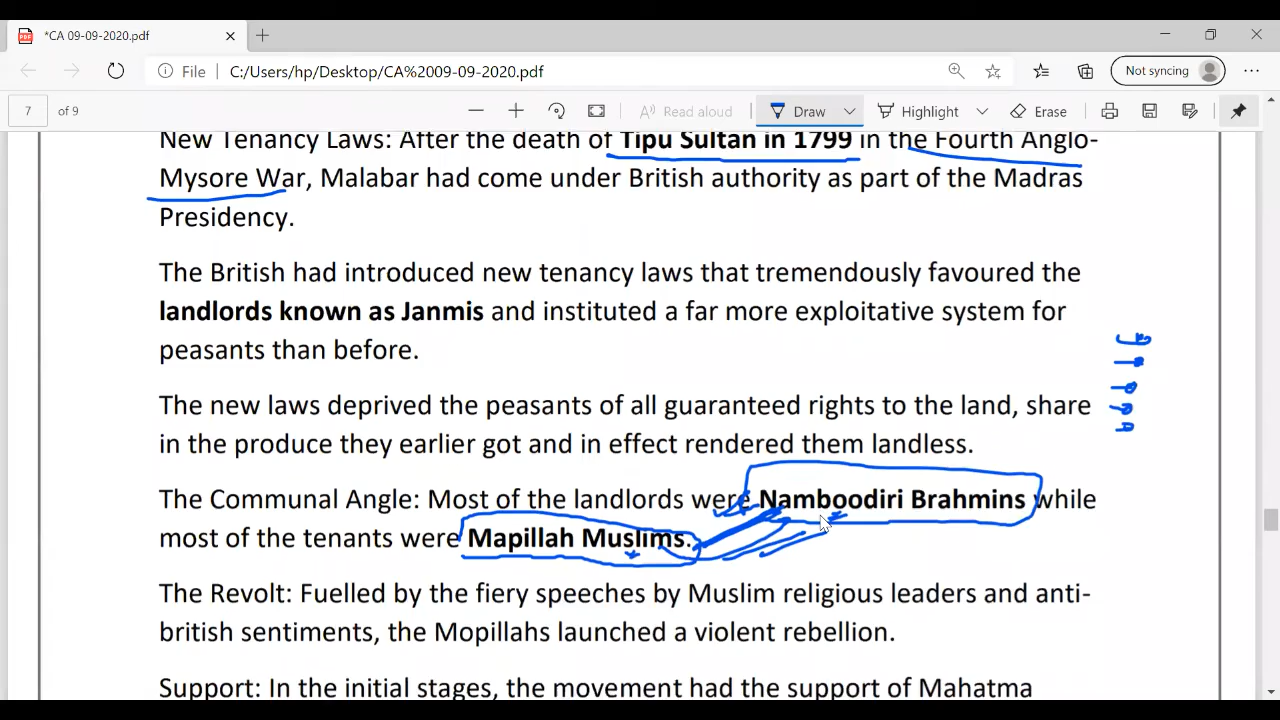 *CA 09-09-2020.pdf
File
C:/Users/hp/Desktop/CA%2009-09-2020.pdf
Not syncing
7 of 9
Read aloud
Draw
Highlight
Erase
New Tenancy Laws: After the death of Tipu Sultan in 1799 in the Fourth Anglo-
Mysore War, Malabar had come under British authority as part of the Madras
Presidency.
The British had introduced new tenancy laws that tremendously favoured the
landlords known as Janmis and instituted a far more exploitative system for
peasants than before.
The new laws deprived the peasants of all guaranteed rights to the land, share
in the produce they earlier got and in effect rendered them landless.
The Communal Angle: Most of the landlords were Namboodiri Brahmins while
most of the tenants were Mapillah Muslims.
The Revolt: Fuelled by the fiery speeches by Muslim religious leaders and anti-
british sentiments, the Mopillahs launched a violent rebellion.
Support: In the initial stages, the movement had the support of Mahatma